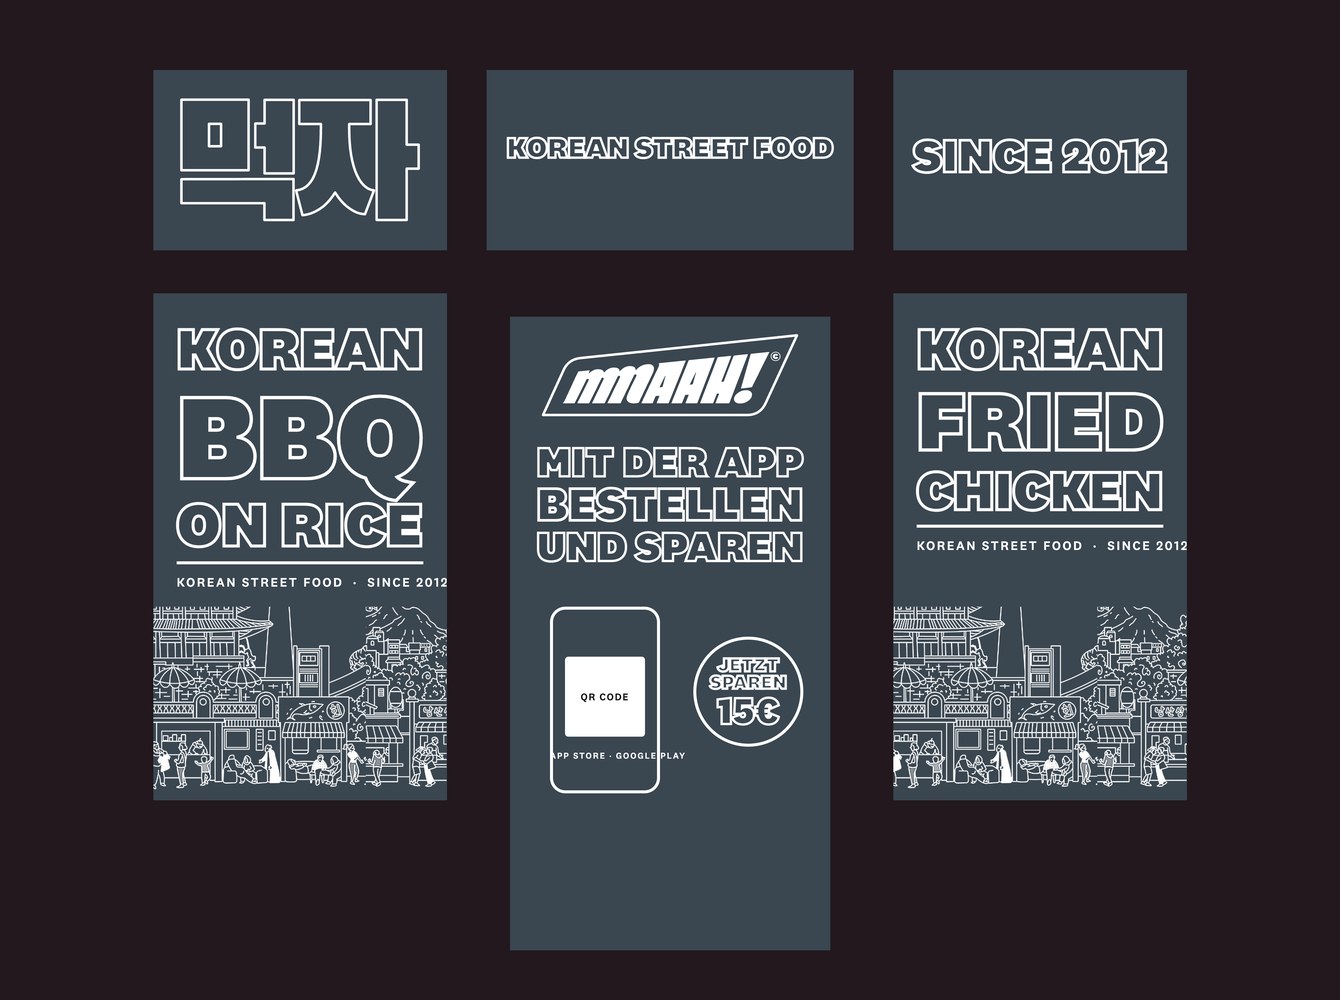 먹자
KOREAN STREET FOOD
SINCE 2012
KOREAN
BBQ
ON RICE
KOREAN STREET FOOD · SINCE 2012
mmAAH!©
MIT DER APP
BESTELLEN
UND SPAREN
QR CODE
APP STORE · GOOGLE PLAY
JETZT
SPAREN
15€
KOREAN
FRIED
CHICKEN
KOREAN STREET FOOD · SINCE 2012